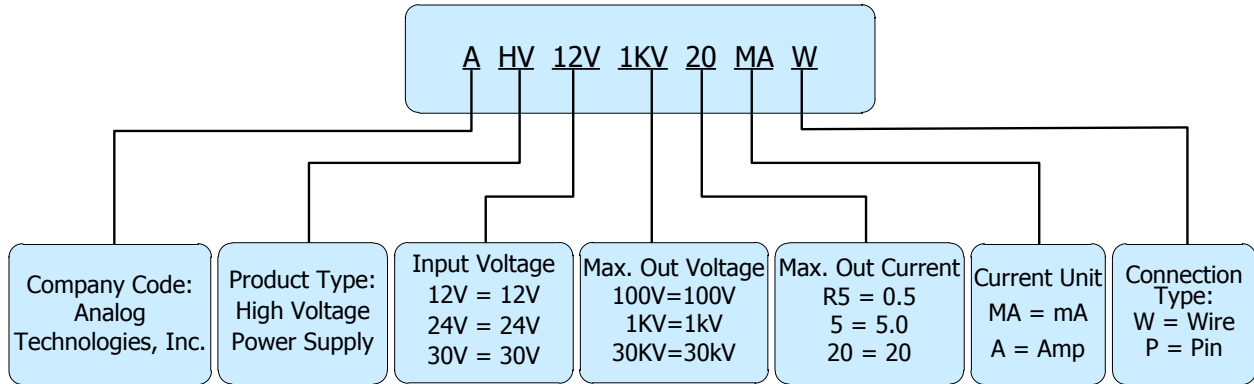 A HV 12V 1KV 20 MA W
Company Code:
Analog
Technologies, Inc.
Product Type:
High Voltage
Power Supply
Input Voltage
12V = 12V
24V = 24V
30V = 30V
Max. Out Voltage
100V=100V
1KV=1kV
30KV=30kV
Max. Out Current
R5 = 0.5
5 = 5.0
20 = 20
Current Unit
MA = mA
A = Amp
Connection
Type:
W = Wire
P = Pin